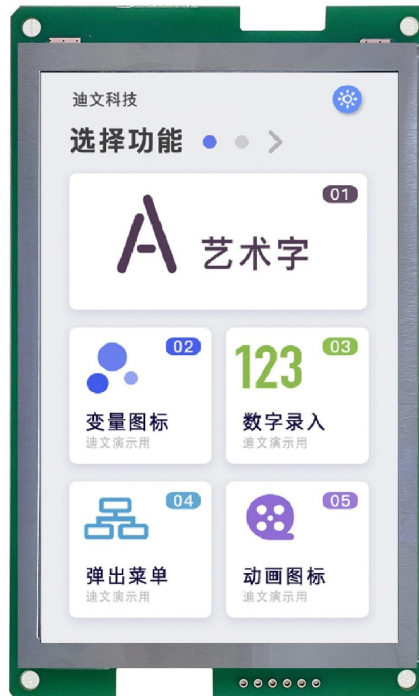 迪文科技
选择功能
01
A 艺术字
02
变量图标
迪文演示用
123
03
数字录入
迪文演示用
04
弹出菜单
迪文演示用
05
动画图标
迪文演示用